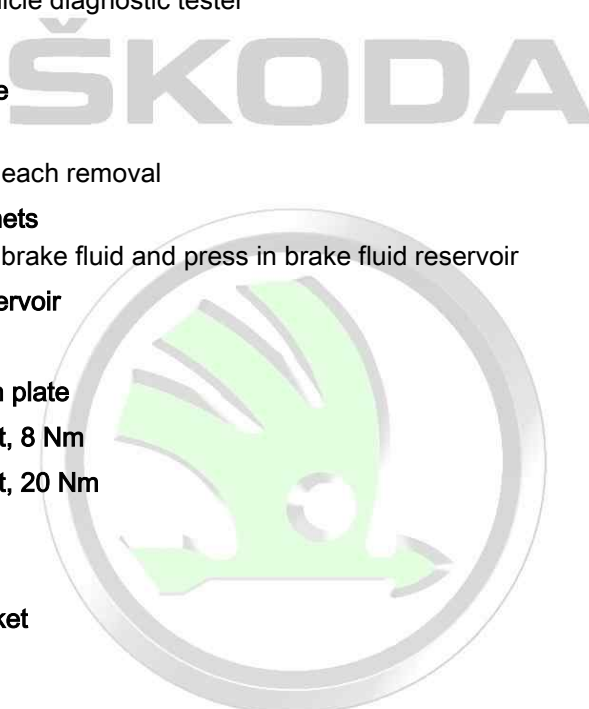 icle diagnostic tester
ŠKODA
e
each removal
nets
brake fluid and press in brake fluid reservoir
ervoir
n plate
t, 8 Nm
t, 20 Nm
ket